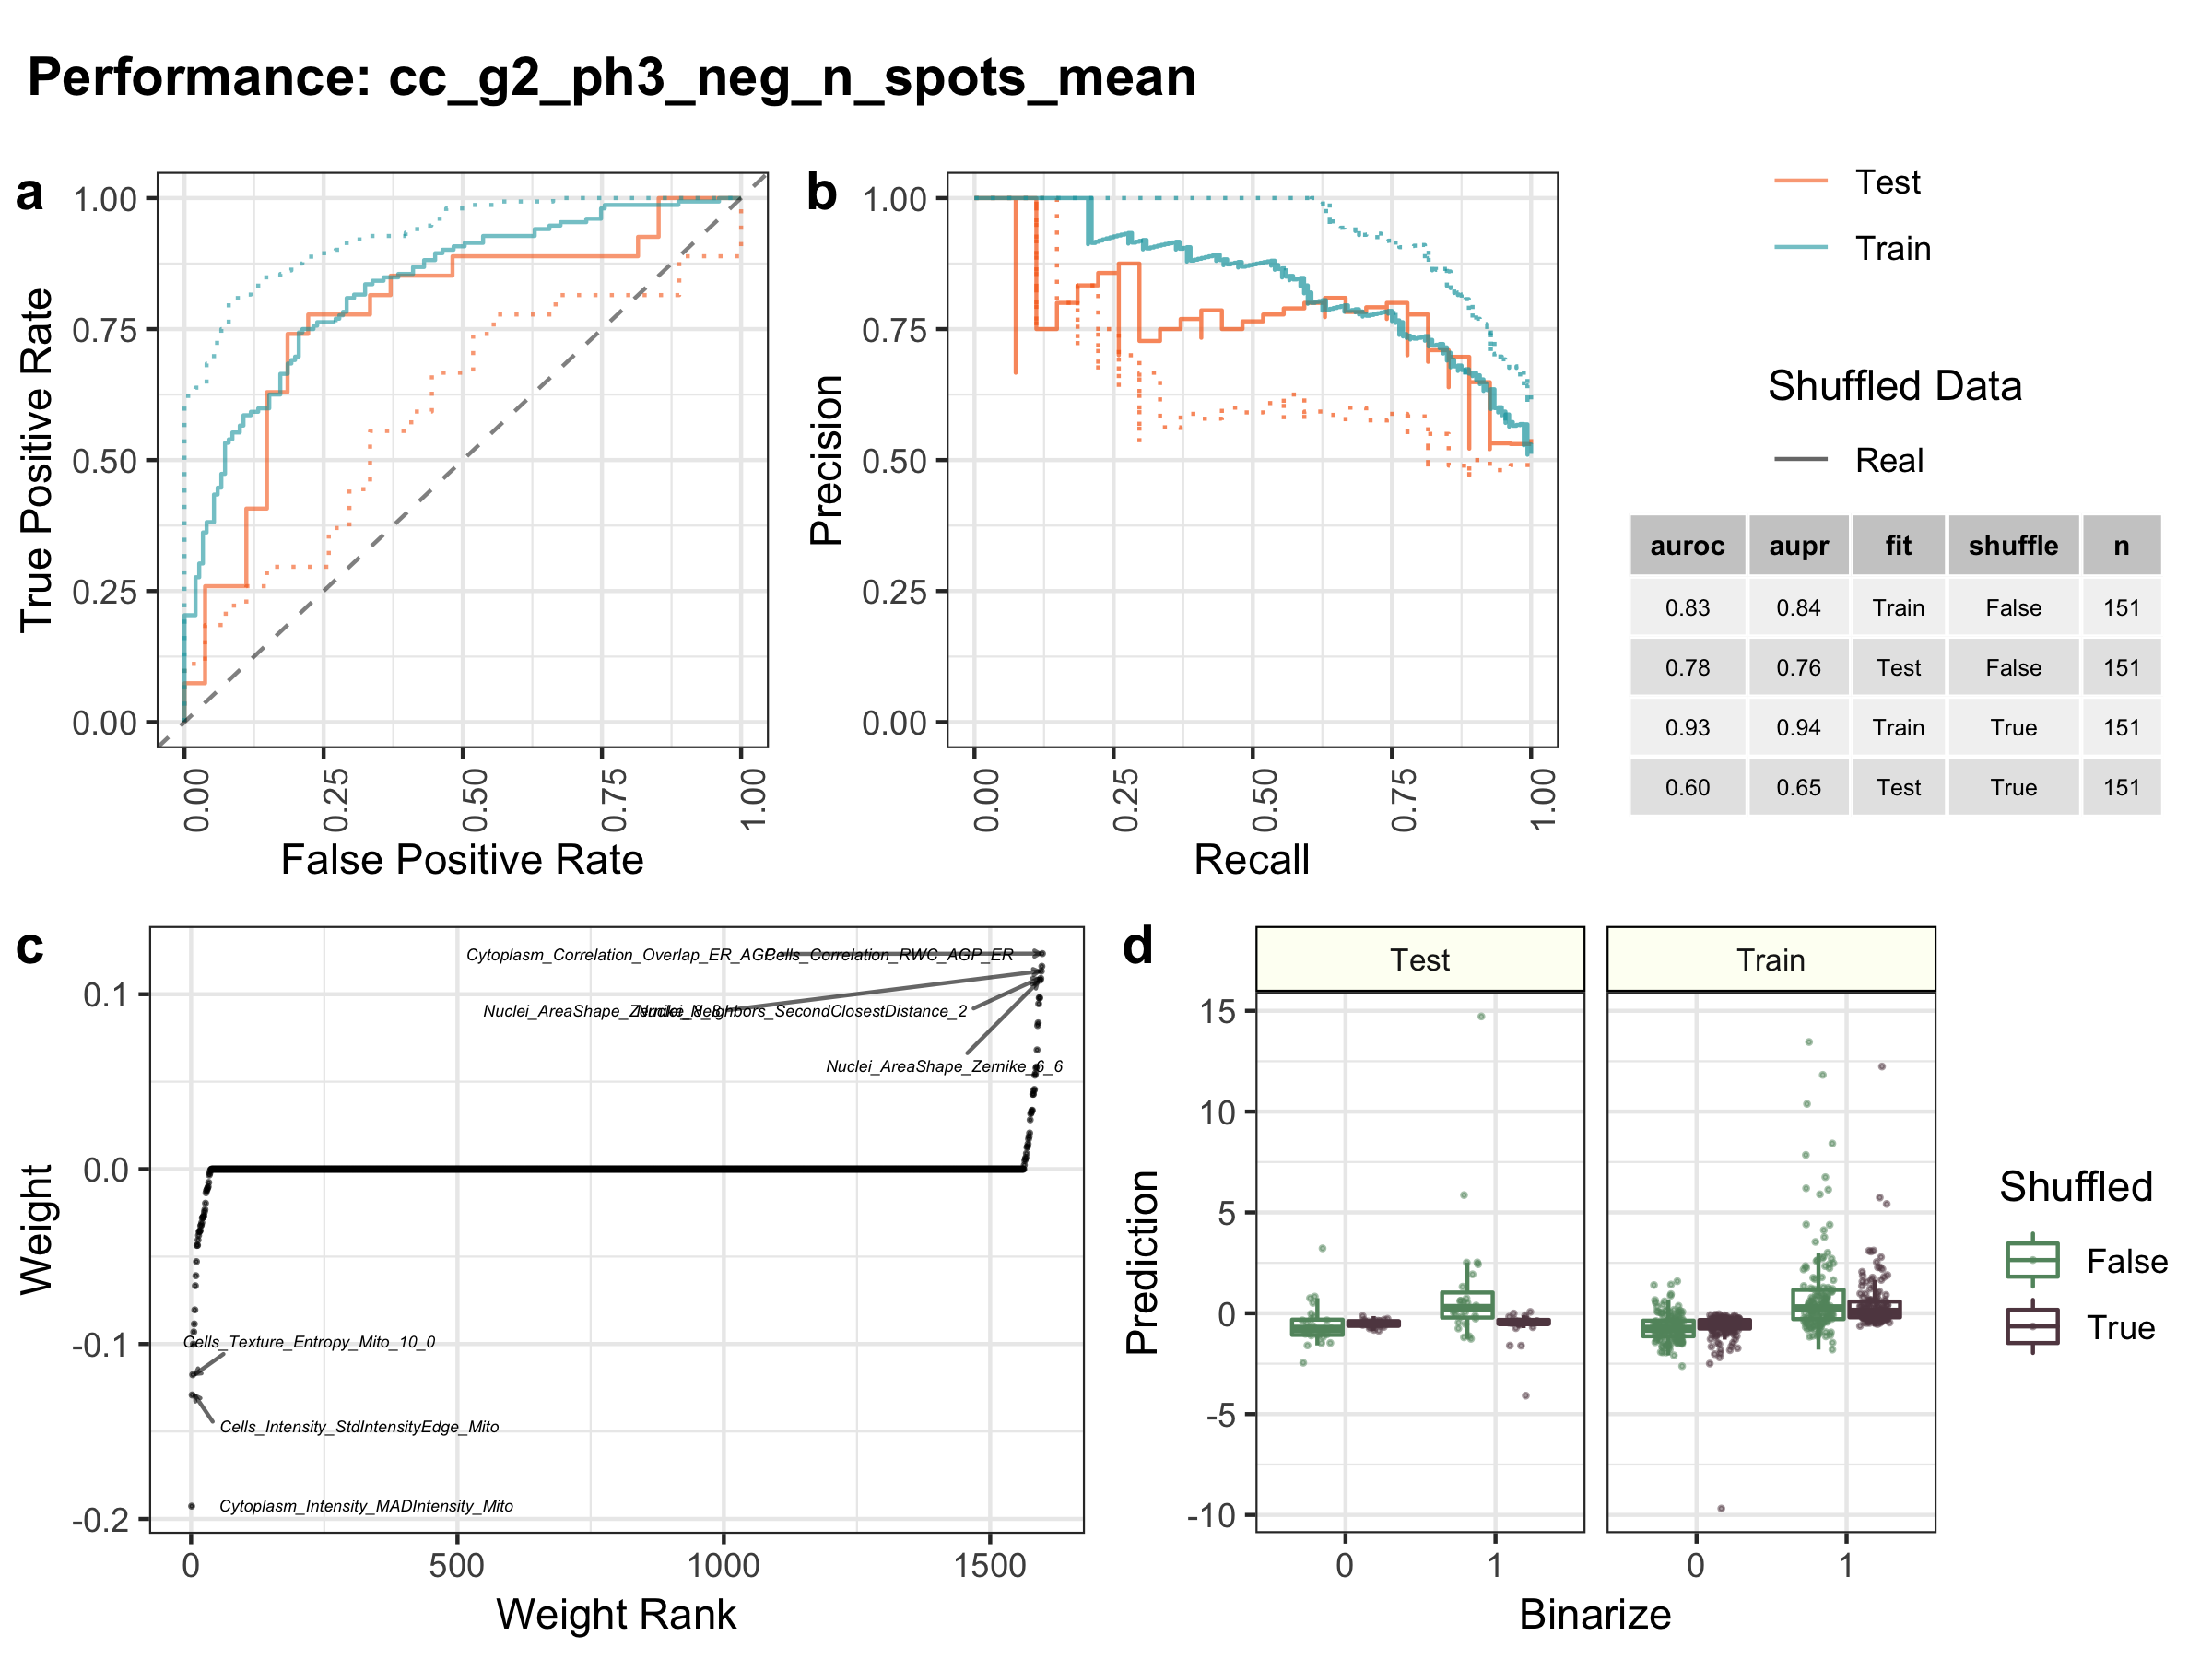 Performance: cc_g2_ph3_neg_n_spots_mean
a
1.00
0.75
0.50
0.25
0.00
True Positive Rate
0.00
0.25
0.50
0.75
1.00
False Positive Rate
b
1.00
0.75
0.50
0.25
0.00
Precision
0.00
0.25
0.50
0.75
1.00
Recall
Test
Train
Shuffled Data
Real
auroc aupr fit shuffle n
0.83 0.84 Train False 151
0.78 0.76 Test False 151
0.93 0.94 Train True 151
0.60 0.65 Test True 151
c
0.1
0.0
-0.1
-0.2
Weight
Cytoplasm_Correlation_Overlap_ER_AGP
Cells_Correlation_RWC_AGP_ER
Nuclei_AreaShape_Zernike_8_8
Nuclei_Neighbors_SecondClosestDistance_2
Nuclei_AreaShape_Zernike_6_6
Cells_Texture_Entropy_Mito_10_0
Cells_Intensity_StdIntensityEdge_Mito
Cytoplasm_Intensity_MADIntensity_Mito
0
500
1000
1500
Weight Rank
d
Test
Train
15
10
5
0
-5
-10
Prediction
0
1
0
1
Binarize
Shuffled
False
True